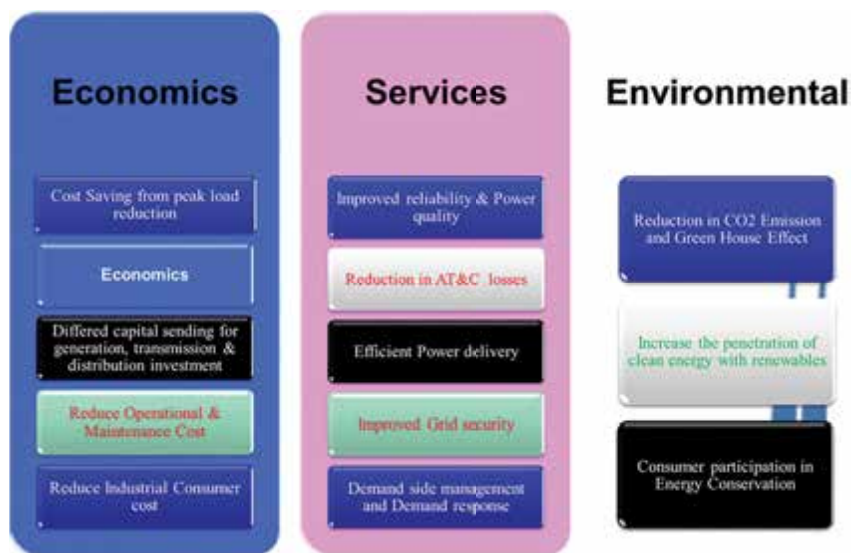 Economics
Cost Saving from peak load
reduction
Economics
Differed capital sending for
generation, transmission &
distribution investment
Reduce Operational &
Maintenance Cost
Reduce Industrial Consumer
cost
Services
Improved reliability & Power
quality
Reduction in AT&C losses
Efficient Power delivery
Improved Grid security
Demand side management
and Demand response
Environmental
Reduction in CO2 Emission
and Green House Effect
Increase the penetration of
clean energy with renewables
Consumer participation in
Energy Conservation